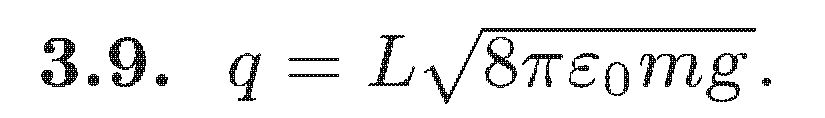 3.9. q = L√(8πε₀mg).